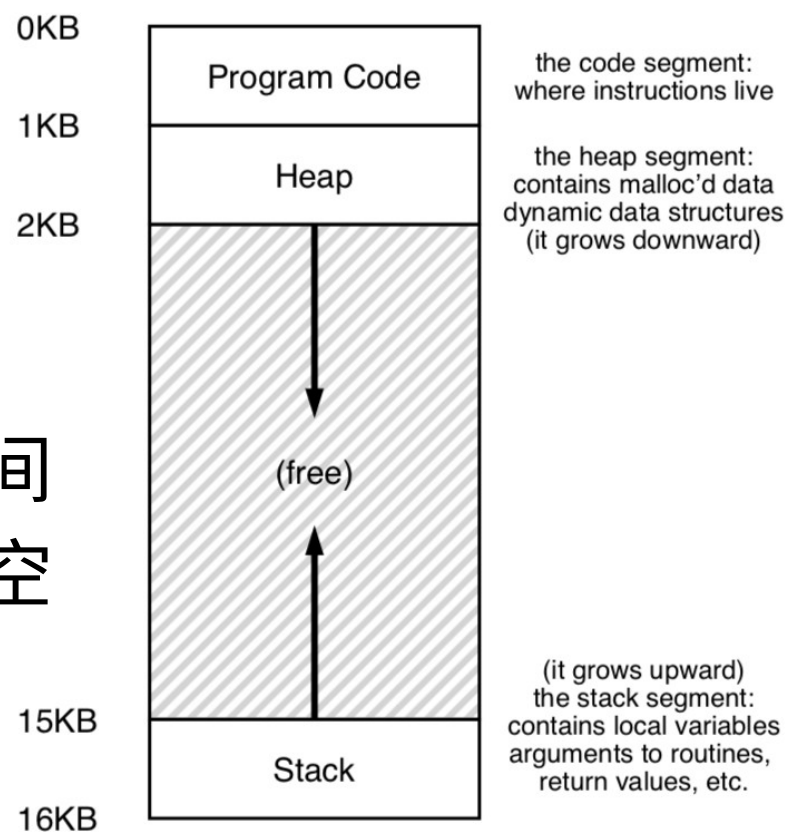 0KB
Program Code
the code segment:
where instructions live
1KB
Heap
the heap segment:
contains malloc'd data
dynamic data structures
(it grows downward)
2KB
(free)
间
空
(it grows upward)
the stack segment:
contains local variables
arguments to routines,
return values, etc.
15KB
Stack
16KB